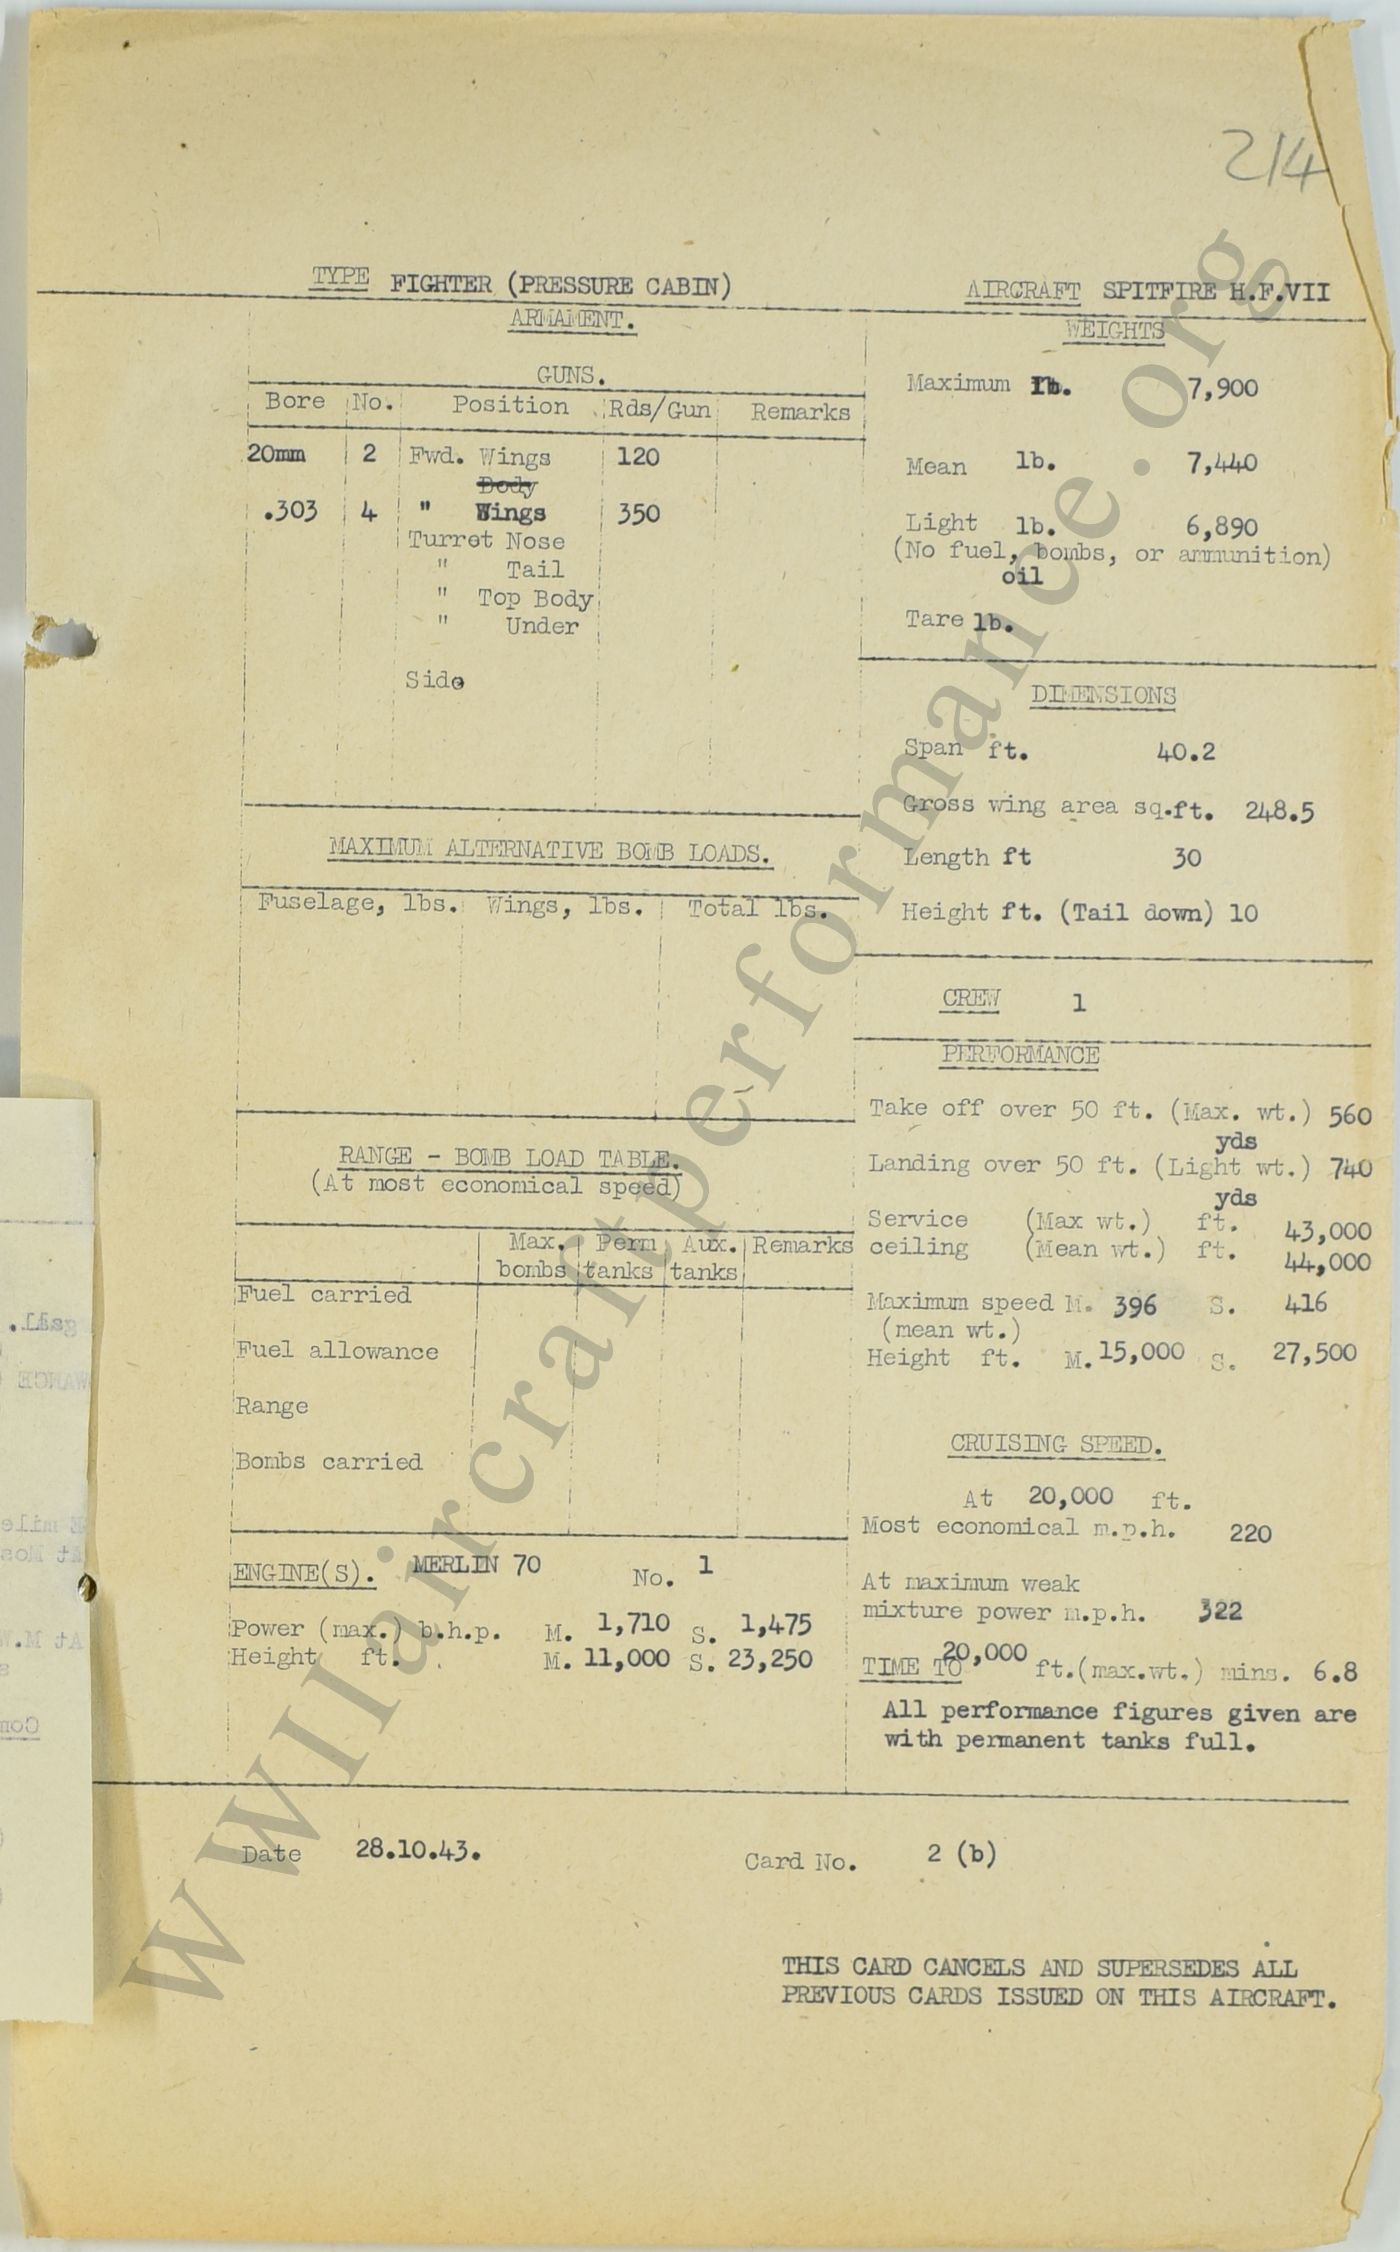 214
TYPE FIGHTER (PRESSURE CABIN) AIRCRAFT SPITFIRE H.F.VII
ARMAMENT.
GUNS.
Bore No. Position Rds/Gun Remarks
20mm 2 Fwd. Wings 120
Body
.303 4 " Wings 350
Turret Nose
" Tail
" Top Body
" Under
Side
MAXIMUM ALTERNATIVE BOMB LOADS.
Fuselage, lbs. Wings, lbs. Total lbs.
RANGE - BOMB LOAD TABLE.
(At most economical speed)
Max. Perm Aux. Remarks
bombs tanks tanks
Fuel carried
Fuel allowance
Range
Bombs carried
ENGINE(S). MERLIN 70 No. 1
Power (max.) b.h.p. M. 1,710 S. 1,475
Height ft. M. 11,000 S. 23,250
WEIGHTS
Maximum lb. 7,900
Mean lb. 7,440
Light lb. 6,890
(No fuel, bombs, or ammunition)
oil
Tare lb.
DIMENSIONS
Span ft. 40.2
Gross wing area sq.ft. 248.5
Length ft 30
Height ft. (Tail down) 10
CREW 1
PERFORMANCE
Take off over 50 ft. (Max. wt.) 560
yds
Landing over 50 ft. (Light wt.) 740
yds
Service (Max wt.) ft. 43,000
ceiling (Mean wt.) ft. 44,000
Maximum speed M. 396 S. 416
(mean wt.)
Height ft. M. 15,000 S. 27,500
CRUISING SPEED.
At 20,000 ft.
Most economical m.p.h. 220
At maximum weak
mixture power m.p.h. 322
TIME TO 20,000 ft.(max.wt.) mins. 6.8
All performance figures given are
with permanent tanks full.
Date 28.10.43. Card No. 2 (b)
THIS CARD CANCELS AND SUPERSEDES ALL
PREVIOUS CARDS ISSUED ON THIS AIRCRAFT.
WWIIaircraftperformance.org